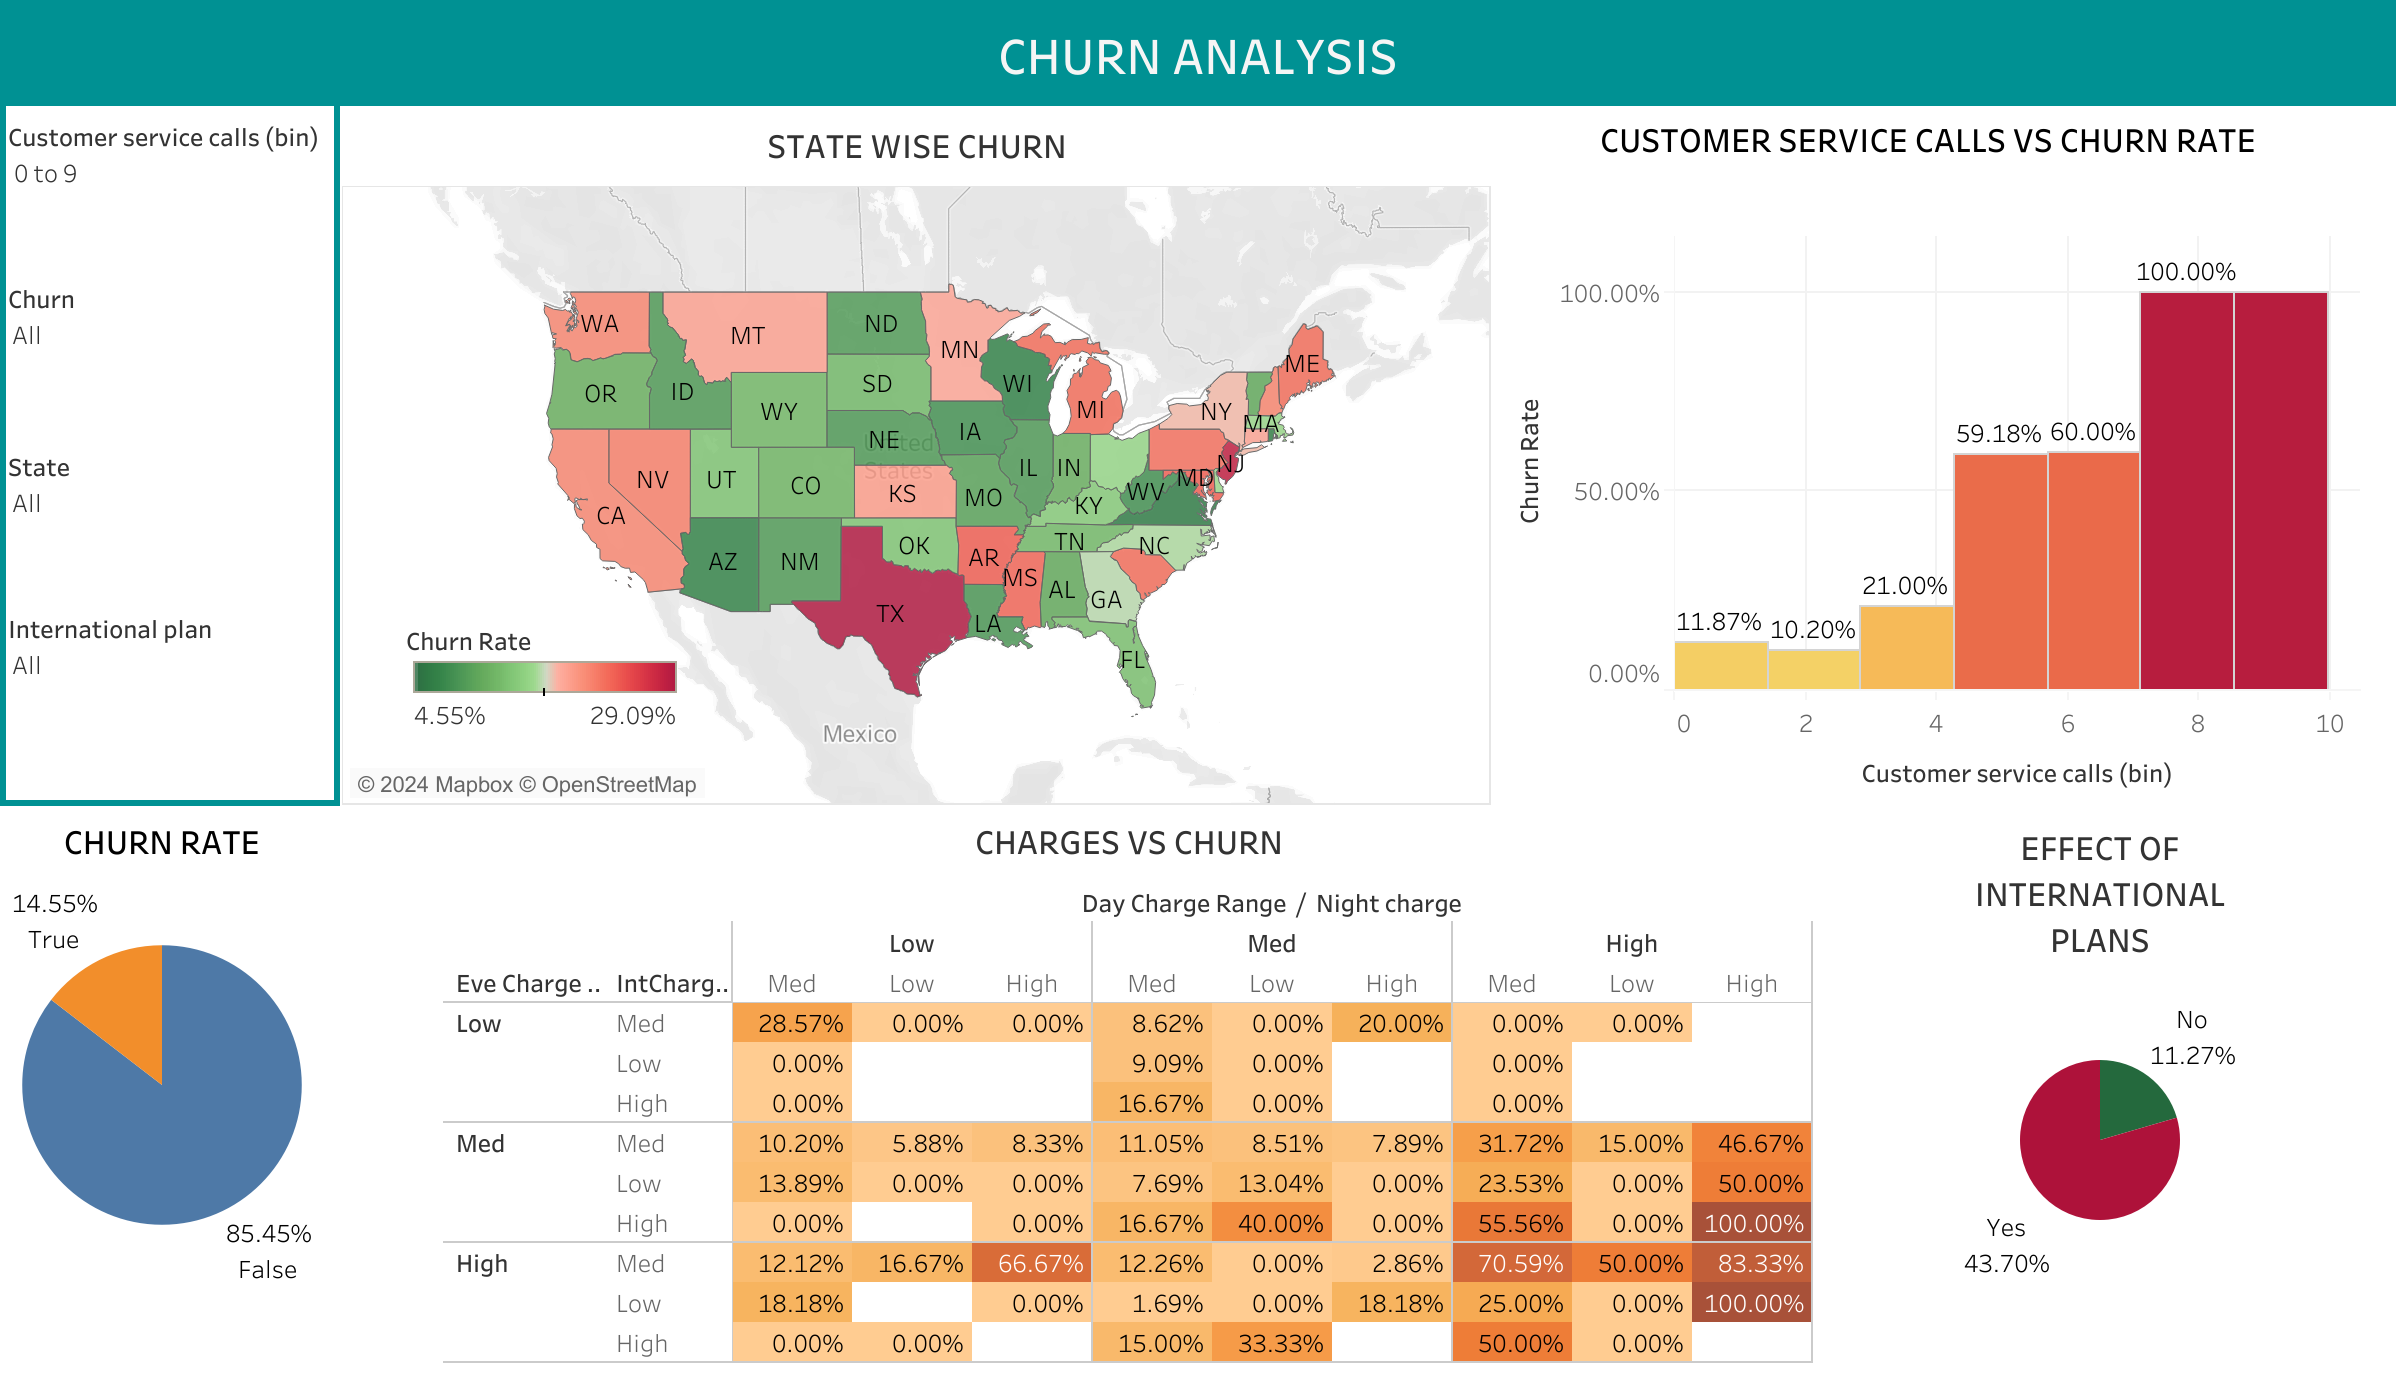 CHURN ANALYSIS
Customer service calls (bin)
0 to 9
Churn
All
State
All
International plan
All
STATE WISE CHURN
WA
MT
ND
MN
OR
ID
WY
SD
WI
MI
ME
NY
MA
NE
IA
United
States
NV
UT
CO
KS
MO
IL
IN
KY
WV
MD
NJ
CA
AZ
NM
OK
AR
TN
NC
MS
AL
GA
TX
LA
FL
Churn Rate
4.55%
29.09%
Mexico
© 2024 Mapbox © OpenStreetMap
CUSTOMER SERVICE CALLS VS CHURN RATE
Churn Rate
100.00%
50.00%
0.00%
11.87%
10.20%
21.00%
59.18%
60.00%
100.00%
0 2 4 6 8 10
Customer service calls (bin)
CHURN RATE
14.55%
True
85.45%
False
CHARGES VS CHURN
Day Charge Range / Night charge
Low Med High
Eve Charge .. IntCharg.. Med Low High Med Low High Med Low High
Low Med 28.57% 0.00% 0.00% 8.62% 0.00% 20.00% 0.00% 0.00%
Low 0.00% 9.09% 0.00% 0.00%
High 0.00% 16.67% 0.00% 0.00%
Med Med 10.20% 5.88% 8.33% 11.05% 8.51% 7.89% 31.72% 15.00% 46.67%
Low 13.89% 0.00% 0.00% 7.69% 13.04% 0.00% 23.53% 0.00% 50.00%
High 0.00% 0.00% 16.67% 40.00% 0.00% 55.56% 0.00% 100.00%
High Med 12.12% 16.67% 66.67% 12.26% 0.00% 2.86% 70.59% 50.00% 83.33%
Low 18.18% 0.00% 1.69% 0.00% 18.18% 25.00% 0.00% 100.00%
High 0.00% 0.00% 15.00% 33.33% 50.00% 0.00%
EFFECT OF
INTERNATIONAL
PLANS
No
11.27%
Yes
43.70%